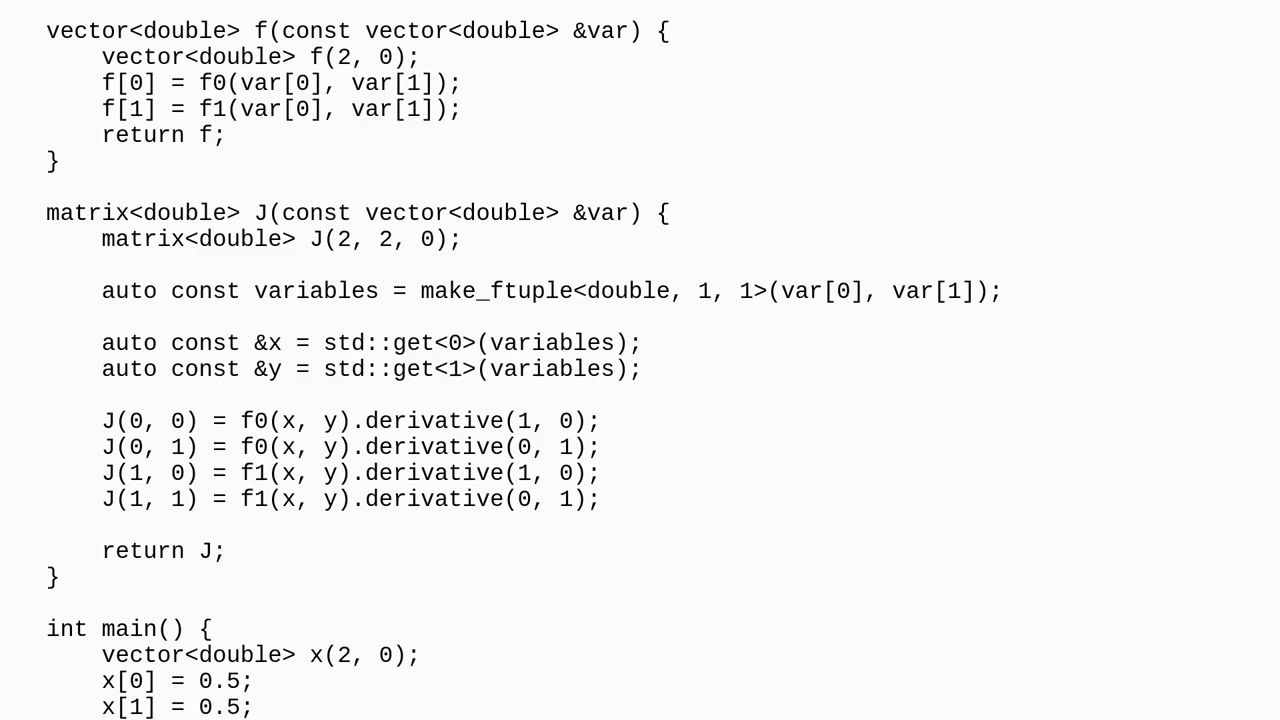 vector<double> f(const vector<double> &var) {
    vector<double> f(2, 0);
    f[0] = f0(var[0], var[1]);
    f[1] = f1(var[0], var[1]);
    return f;
}

matrix<double> J(const vector<double> &var) {
    matrix<double> J(2, 2, 0);

    auto const variables = make_ftuple<double, 1, 1>(var[0], var[1]);

    auto const &x = std::get<0>(variables);
    auto const &y = std::get<1>(variables);

    J(0, 0) = f0(x, y).derivative(1, 0);
    J(0, 1) = f0(x, y).derivative(0, 1);
    J(1, 0) = f1(x, y).derivative(1, 0);
    J(1, 1) = f1(x, y).derivative(0, 1);

    return J;
}

int main() {
    vector<double> x(2, 0);
    x[0] = 0.5;
    x[1] = 0.5;